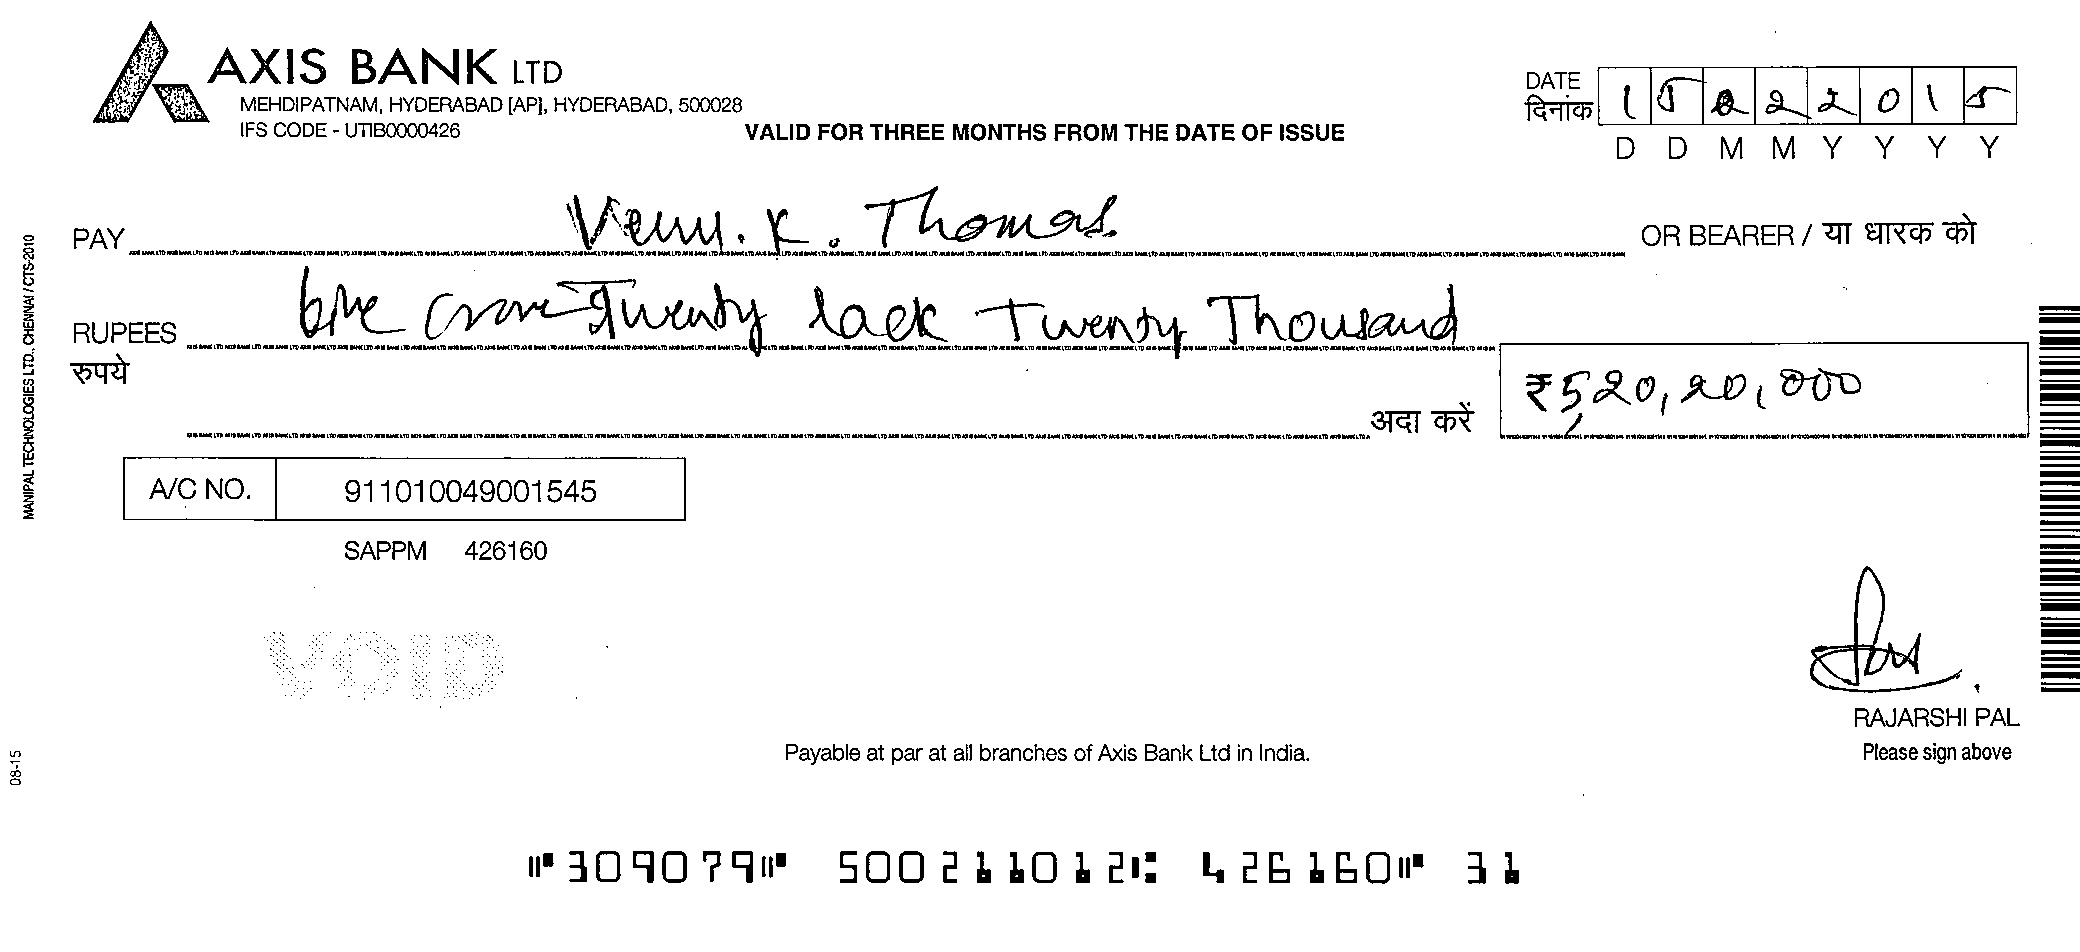 AXIS BANK LTD
MEHDIPATNAM, HYDERABAD [AP], HYDERABAD, 500028
IFS CODE - UTIB0000426
VALID FOR THREE MONTHS FROM THE DATE OF ISSUE
DATE
दिनांक
1 5 2 2 2 0 1 5
D D M M Y Y Y Y
PAY K. Thomas OR BEARER / या धारक को
RUPEES Crore Twenty lack Twenty Thousand
रुपये
अदा करें
₹ 5,20,20,000
A/C NO. 911010049001545
SAPPM 426160
VOID
RAJARSHI PAL
Please sign above
Payable at par at all branches of Axis Bank Ltd in India.
MANIPAL TECHNOLOGIES LTD., CHENNAI / CTS-2010
08-15
⑈309079⑈ 500211012⑆ 426160⑈ 31